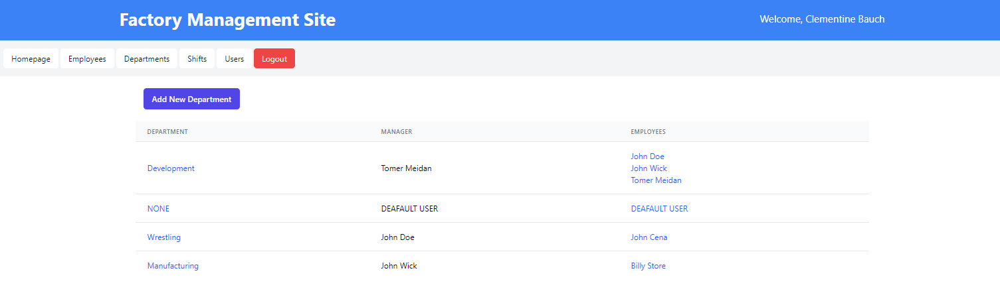 Factory Management Site
Welcome, Clementine Bauch
Homepage Employees Departments Shifts Users Logout
Add New Department
DEPARTMENT MANAGER EMPLOYEES
Development Tomer Meidan John Doe
John Wick
Tomer Meidan
NONE DEAFAULT USER DEAFAULT USER
Wrestling John Doe John Cena
Manufacturing John Wick Billy Store